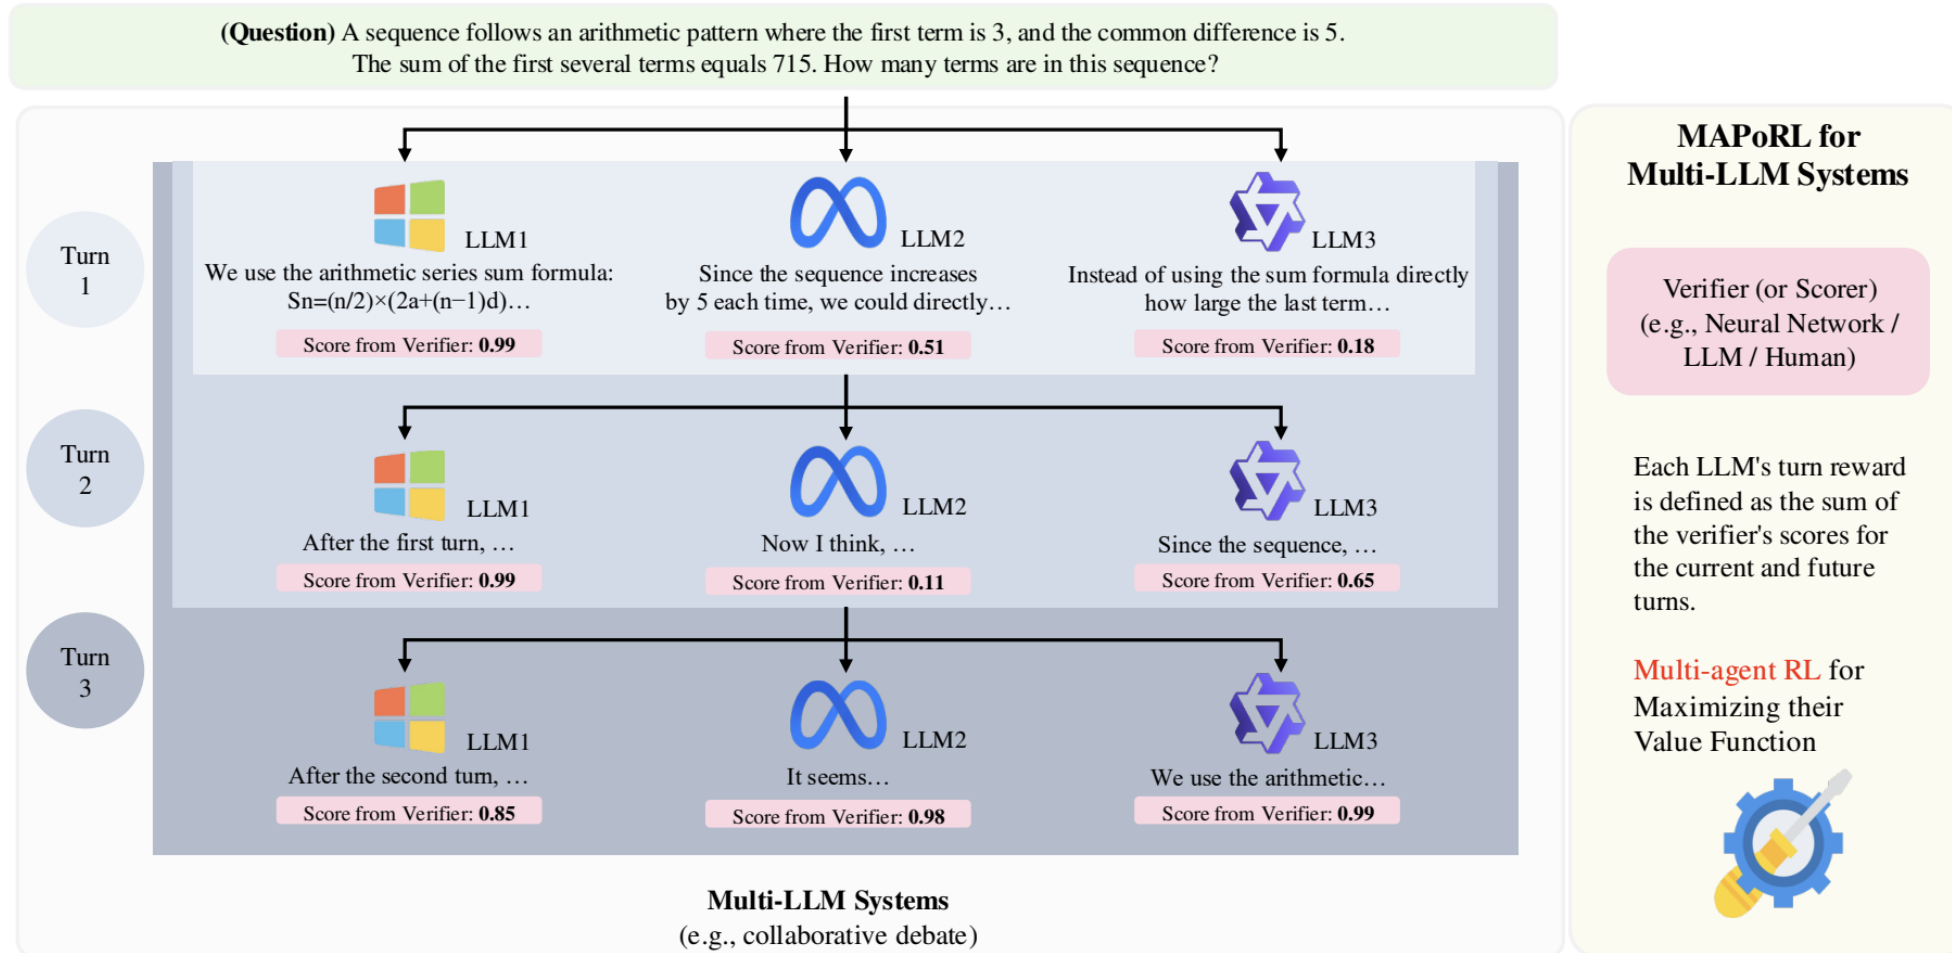 (Question) A sequence follows an arithmetic pattern where the first term is 3, and the common difference is 5.
The sum of the first several terms equals 715. How many terms are in this sequence?
Turn
1
LLM1
We use the arithmetic series sum formula:
Sn=(n/2)×(2a+(n−1)d)…
Score from Verifier: 0.99
LLM2
Since the sequence increases
by 5 each time, we could directly…
Score from Verifier: 0.51
LLM3
Instead of using the sum formula directly
how large the last term…
Score from Verifier: 0.18
Turn
2
LLM1
After the first turn, …
Score from Verifier: 0.99
LLM2
Now I think, …
Score from Verifier: 0.11
LLM3
Since the sequence, …
Score from Verifier: 0.65
Turn
3
LLM1
After the second turn, …
Score from Verifier: 0.85
LLM2
It seems…
Score from Verifier: 0.98
LLM3
We use the arithmetic…
Score from Verifier: 0.99
Multi-LLM Systems
(e.g., collaborative debate)
MAPoRL for
Multi-LLM Systems
Verifier (or Scorer)
(e.g., Neural Network /
LLM / Human)
Each LLM's turn reward
is defined as the sum of
the verifier's scores for
the current and future
turns.
Multi-agent RL for
Maximizing their
Value Function